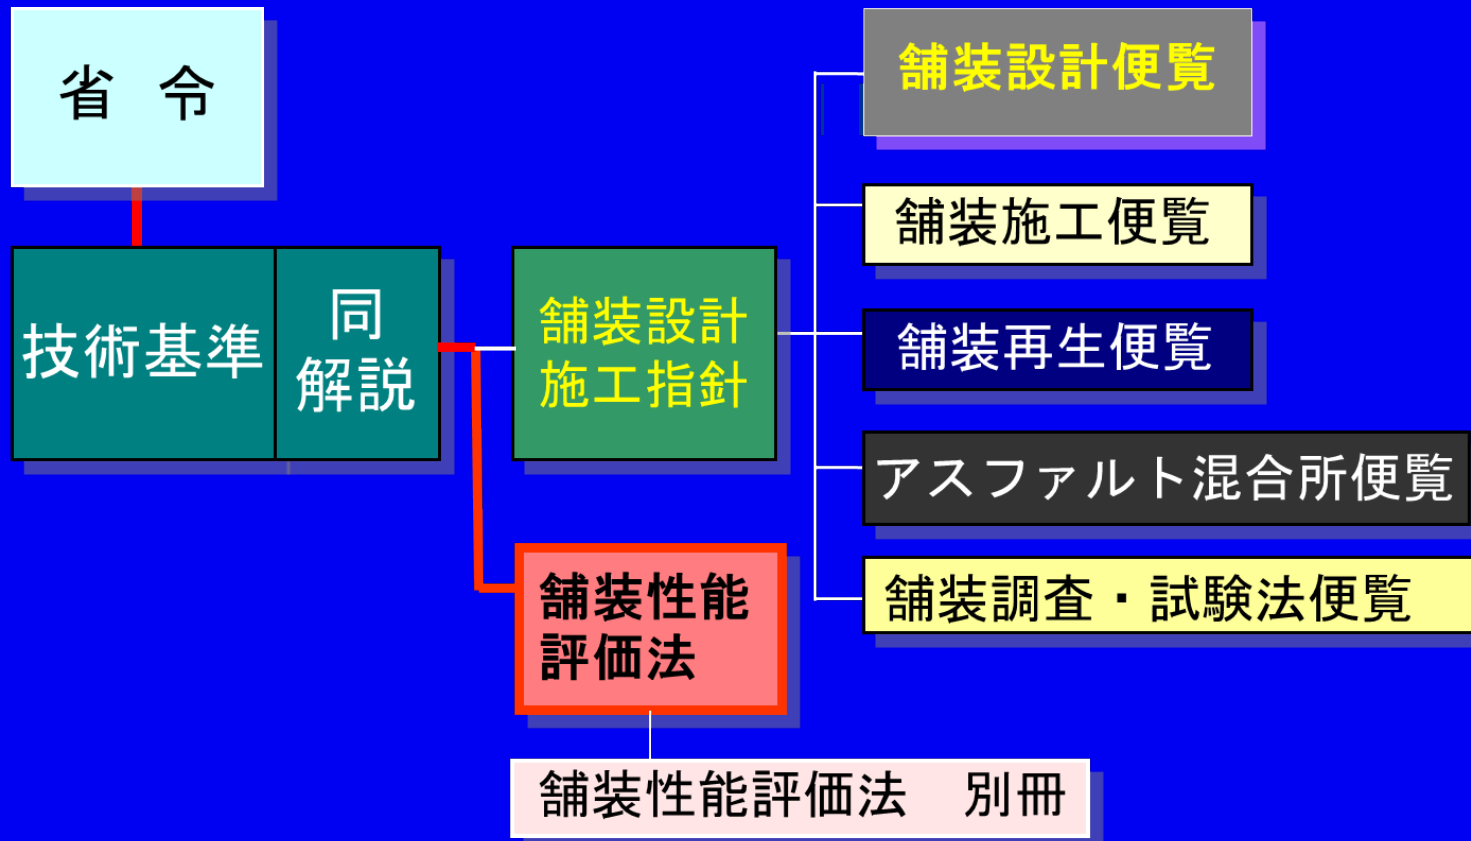 省 令
技術基準
同
解説
舗装設計
施工指針
舗装性能
評価法
舗装性能評価法 別冊
舗装設計便覧
舗装施工便覧
舗装再生便覧
アスファルト混合所便覧
舗装調査・試験法便覧